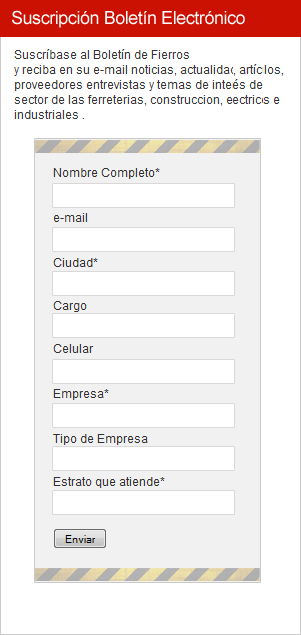 Suscripción Boletín Electrónico
Suscríbase al Boletín de Fierros
y reciba en su e-mail noticias, actualidad, artículos,
proveedores entrevistas y temas de inteés de
sector de las ferreterias, construccion, eectricos e
industriales .
Nombre Completo*
e-mail
Ciudad*
Cargo
Celular
Empresa*
Tipo de Empresa
Estrato que atiende*
Enviar